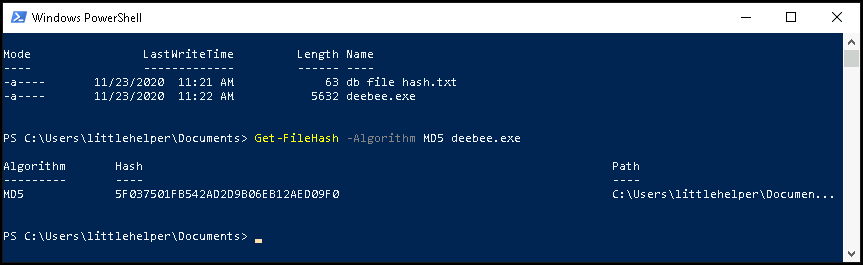 Windows PowerShell
Mode                LastWriteTime         Length Name
----                -------------         ------ ----
-a----       11/23/2020  11:21 AM             63 db file hash.txt
-a----       11/23/2020  11:22 AM           5632 deebee.exe
PS C:\Users\littlehelper\Documents> Get-FileHash -Algorithm MD5 deebee.exe
Algorithm       Hash                                                                   Path
---------       ----                                                                   ----
MD5             5F037501FB542AD2D9B06EB12AED09F0                                       C:\Users\littlehelper\Documen...
PS C:\Users\littlehelper\Documents>